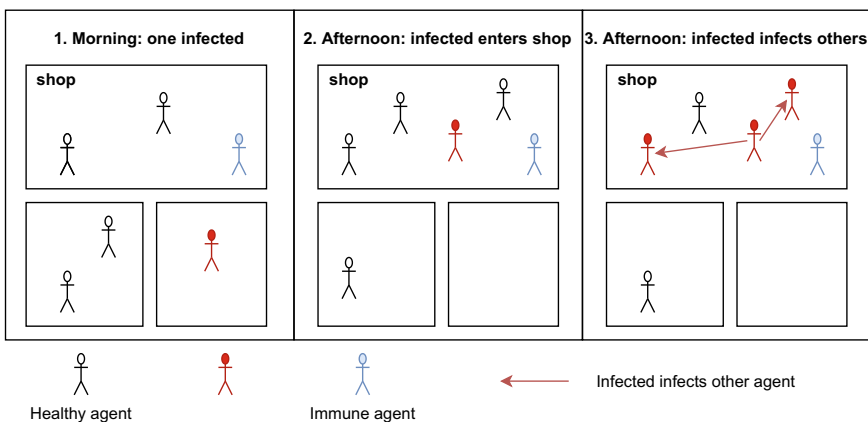 1. Morning: one infected
2. Afternoon: infected enters shop
3. Afternoon: infected infects others
shop
shop
shop
Infected infects other agent
Healthy agent
Immune agent